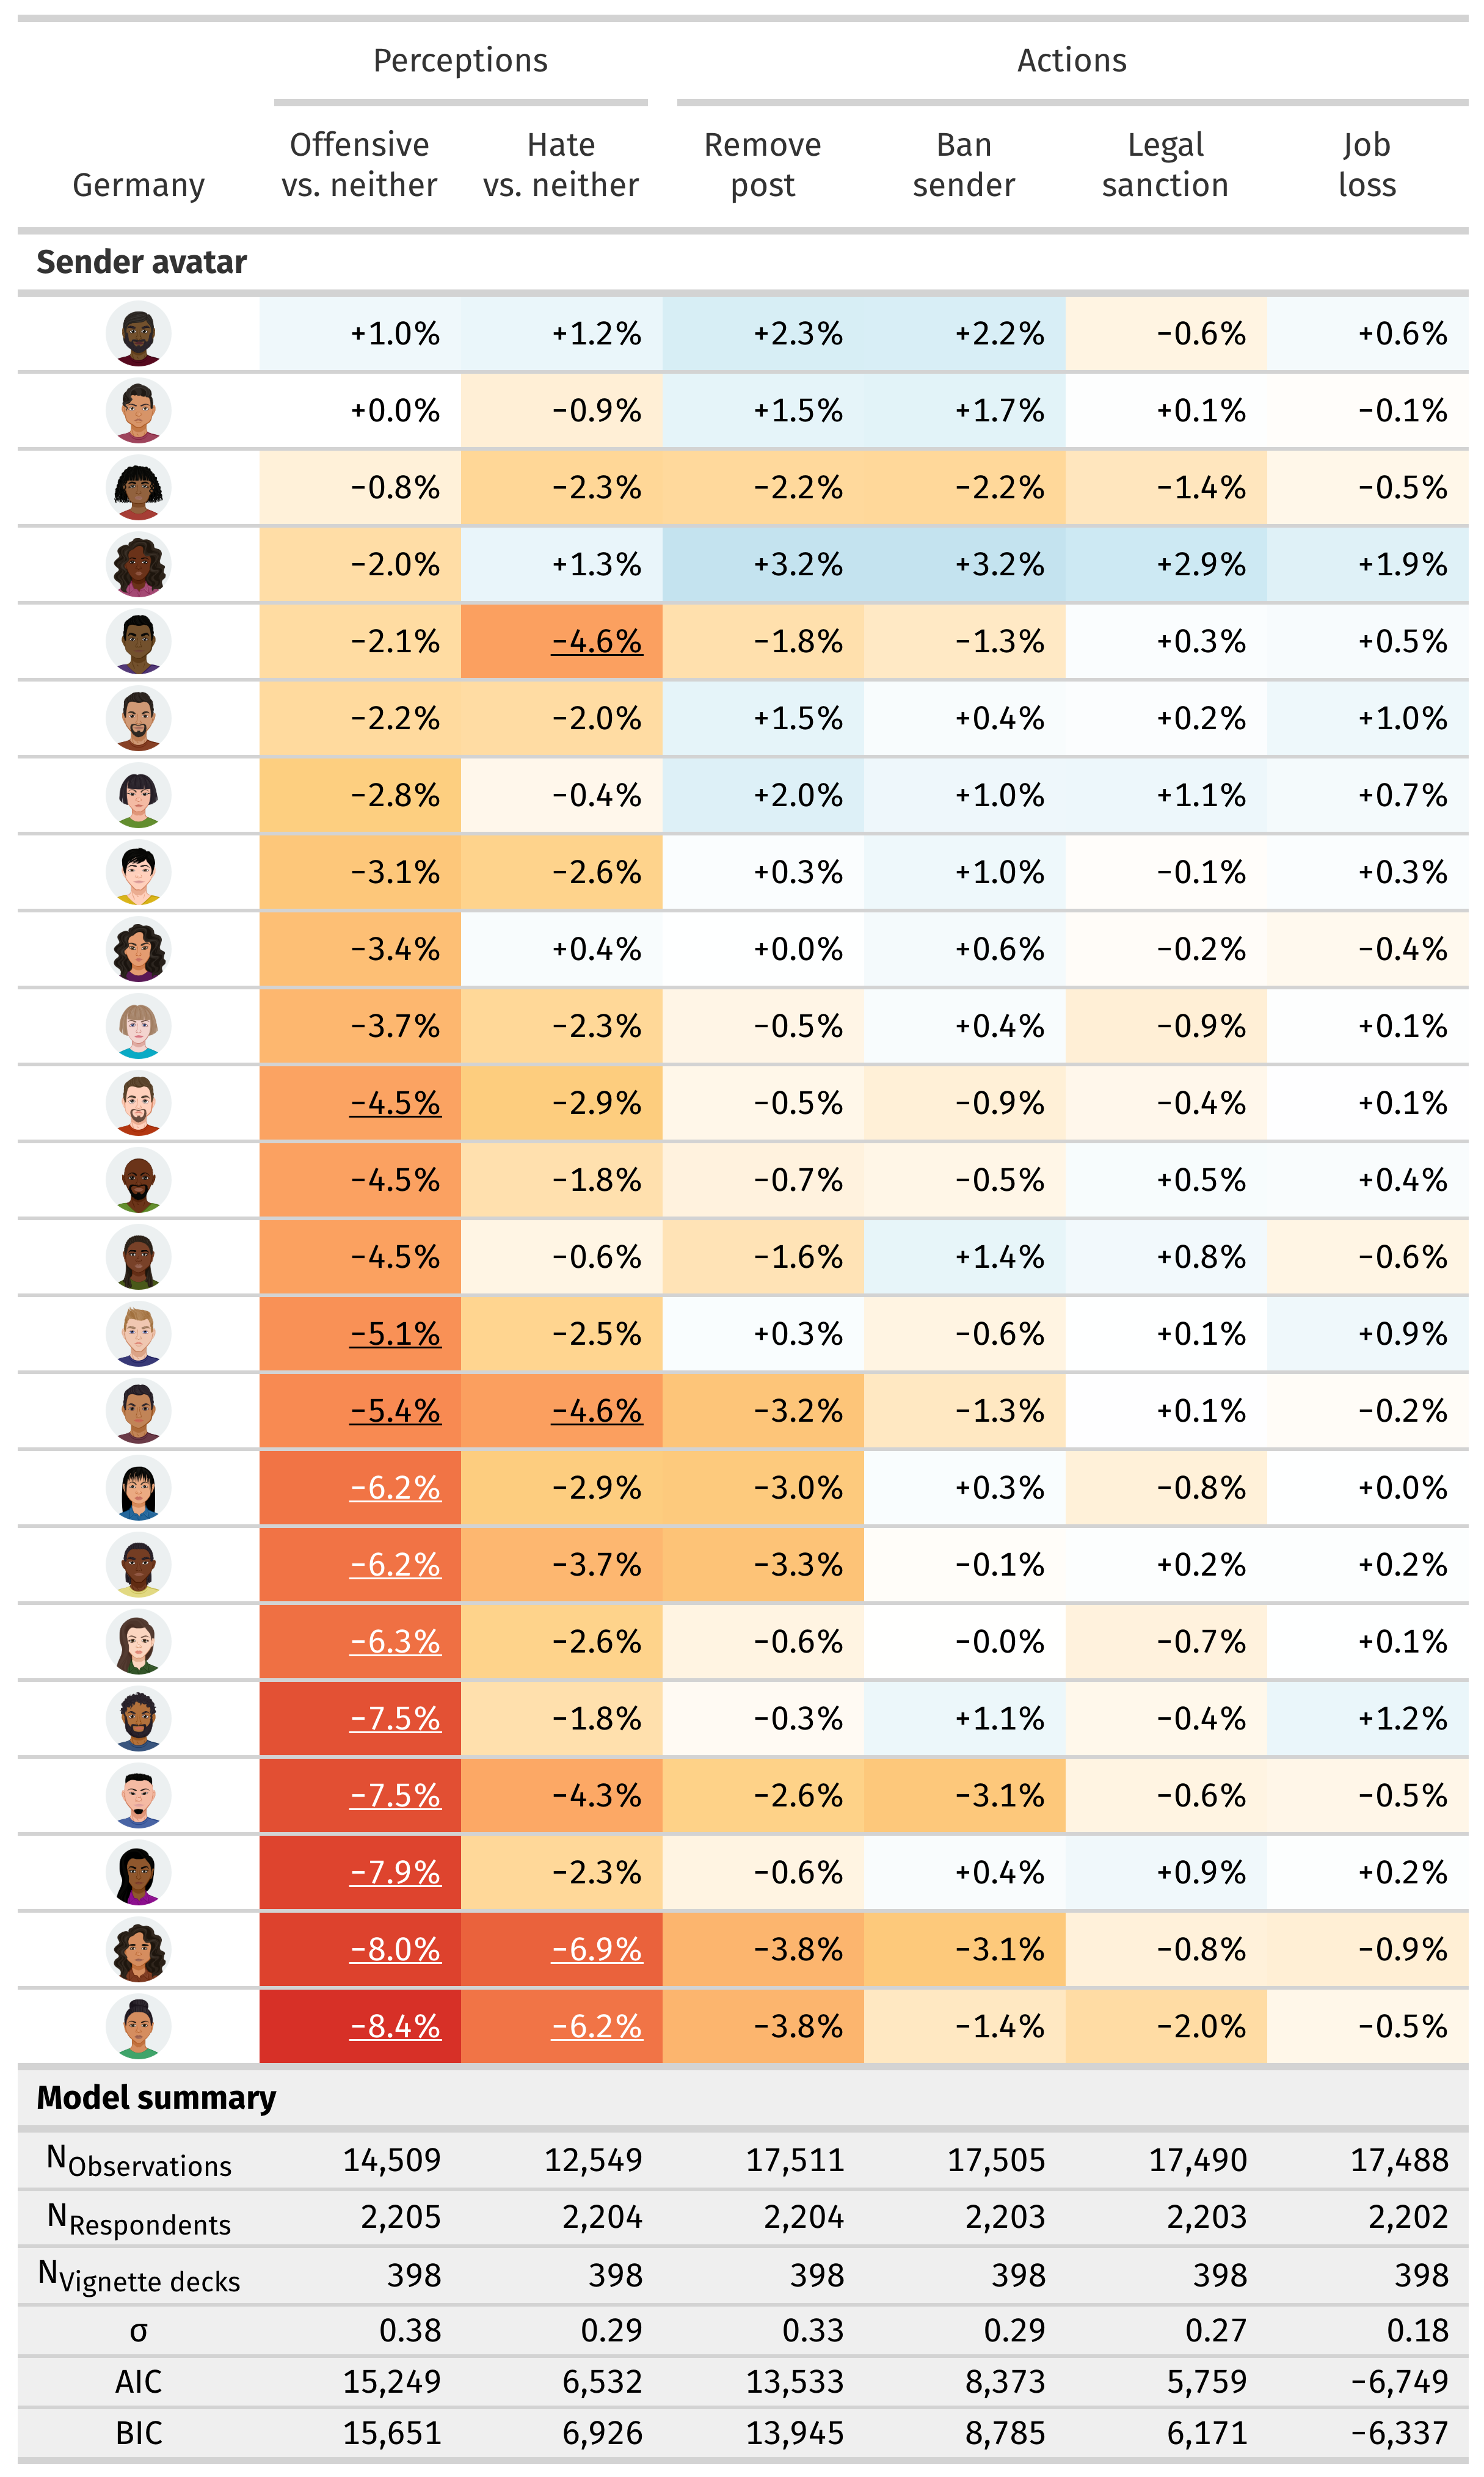 Perceptions Actions
Offensive Hate Remove Ban Legal Job
Germany vs. neither vs. neither post sender sanction loss
Sender avatar
+1.0% +1.2% +2.3% +2.2% −0.6% +0.6%
+0.0% −0.9% +1.5% +1.7% +0.1% −0.1%
−0.8% −2.3% −2.2% −2.2% −1.4% −0.5%
−2.0% +1.3% +3.2% +3.2% +2.9% +1.9%
−2.1% −4.6% −1.8% −1.3% +0.3% +0.5%
−2.2% −2.0% +1.5% +0.4% +0.2% +1.0%
−2.8% −0.4% +2.0% +1.0% +1.1% +0.7%
−3.1% −2.6% +0.3% +1.0% −0.1% +0.3%
−3.4% +0.4% +0.0% +0.6% −0.2% −0.4%
−3.7% −2.3% −0.5% +0.4% −0.9% +0.1%
−4.5% −2.9% −0.5% −0.9% −0.4% +0.1%
−4.5% −1.8% −0.7% −0.5% +0.5% +0.4%
−4.5% −0.6% −1.6% +1.4% +0.8% −0.6%
−5.1% −2.5% +0.3% −0.6% +0.1% +0.9%
−5.4% −4.6% −3.2% −1.3% +0.1% −0.2%
−6.2% −2.9% −3.0% +0.3% −0.8% +0.0%
−6.2% −3.7% −3.3% −0.1% +0.2% +0.2%
−6.3% −2.6% −0.6% −0.0% −0.7% +0.1%
−7.5% −1.8% −0.3% +1.1% −0.4% +1.2%
−7.5% −4.3% −2.6% −3.1% −0.6% −0.5%
−7.9% −2.3% −0.6% +0.4% +0.9% +0.2%
−8.0% −6.9% −3.8% −3.1% −0.8% −0.9%
−8.4% −6.2% −3.8% −1.4% −2.0% −0.5%
Model summary
NObservations 14,509 12,549 17,511 17,505 17,490 17,488
NRespondents 2,205 2,204 2,204 2,203 2,203 2,202
NVignette decks 398 398 398 398 398 398
σ 0.38 0.29 0.33 0.29 0.27 0.18
AIC 15,249 6,532 13,533 8,373 5,759 −6,749
BIC 15,651 6,926 13,945 8,785 6,171 −6,337